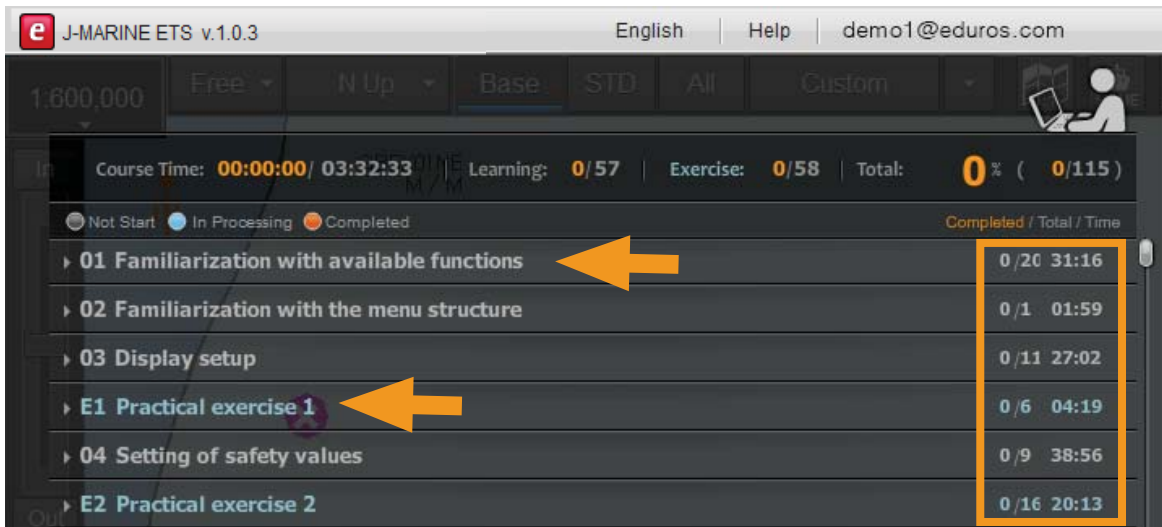 e J-MARINE ETS v.1.0.3 English Help demo1@eduros.com
1:600,000 Free N Up Base STD All Custom
In Course Time: 00:00:00/ 03:32:33 Learning: 0/57 Exercise: 0/58 Total: 0 % ( 0/115 )
Not Start In Processing Completed Completed / Total / Time
01 Familiarization with available functions 0/20 31:16
02 Familiarization with the menu structure 0/1 01:59
03 Display setup 0/11 27:02
E1 Practical exercise 1 0/6 04:19
04 Setting of safety values 0/9 38:56
E2 Practical exercise 2 0/16 20:13
Out